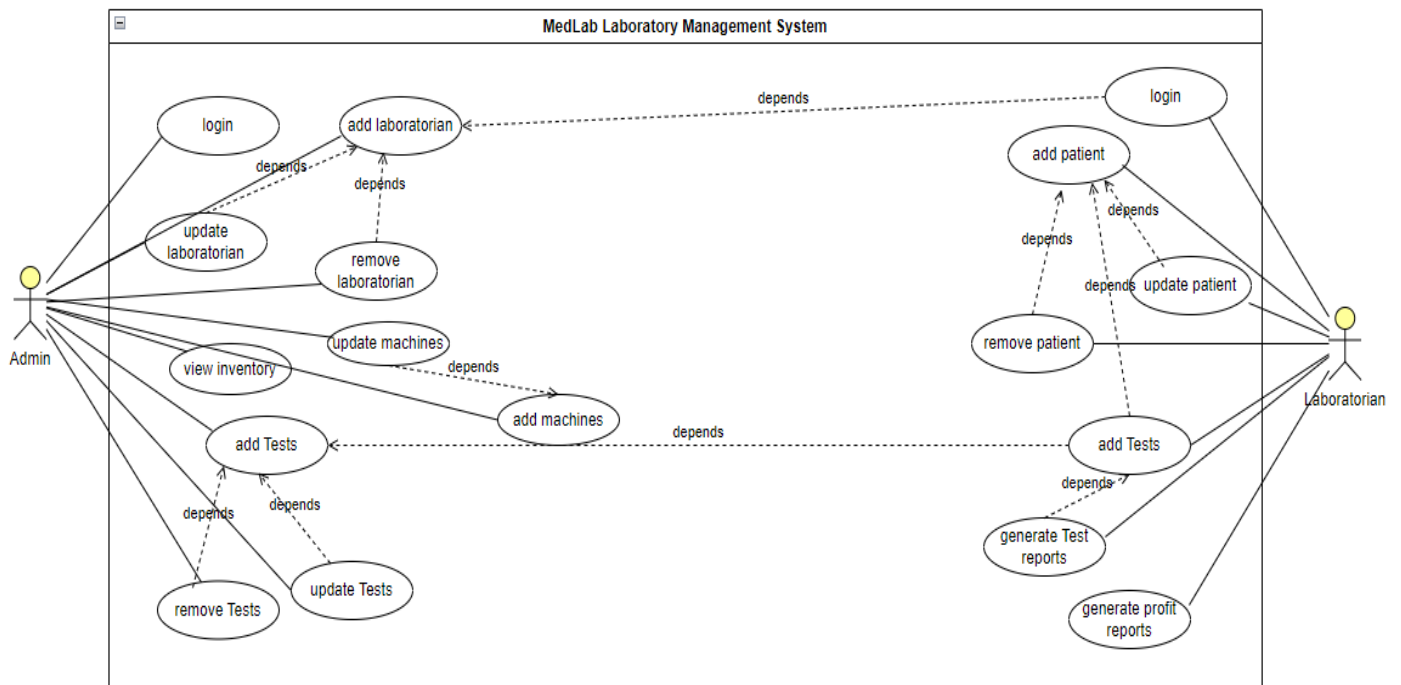 MedLab Laboratory Management System
login
add laboratorian
depends
login
add patient
depends
depends
update
laboratorian
remove
laboratorian
depends
depends
depends
update patient
Admin
update machines
remove patient
view inventory
depends
Laboratorian
add machines
add Tests
depends
add Tests
depends
depends
depends
generate Test
reports
remove Tests
update Tests
generate profit
reports